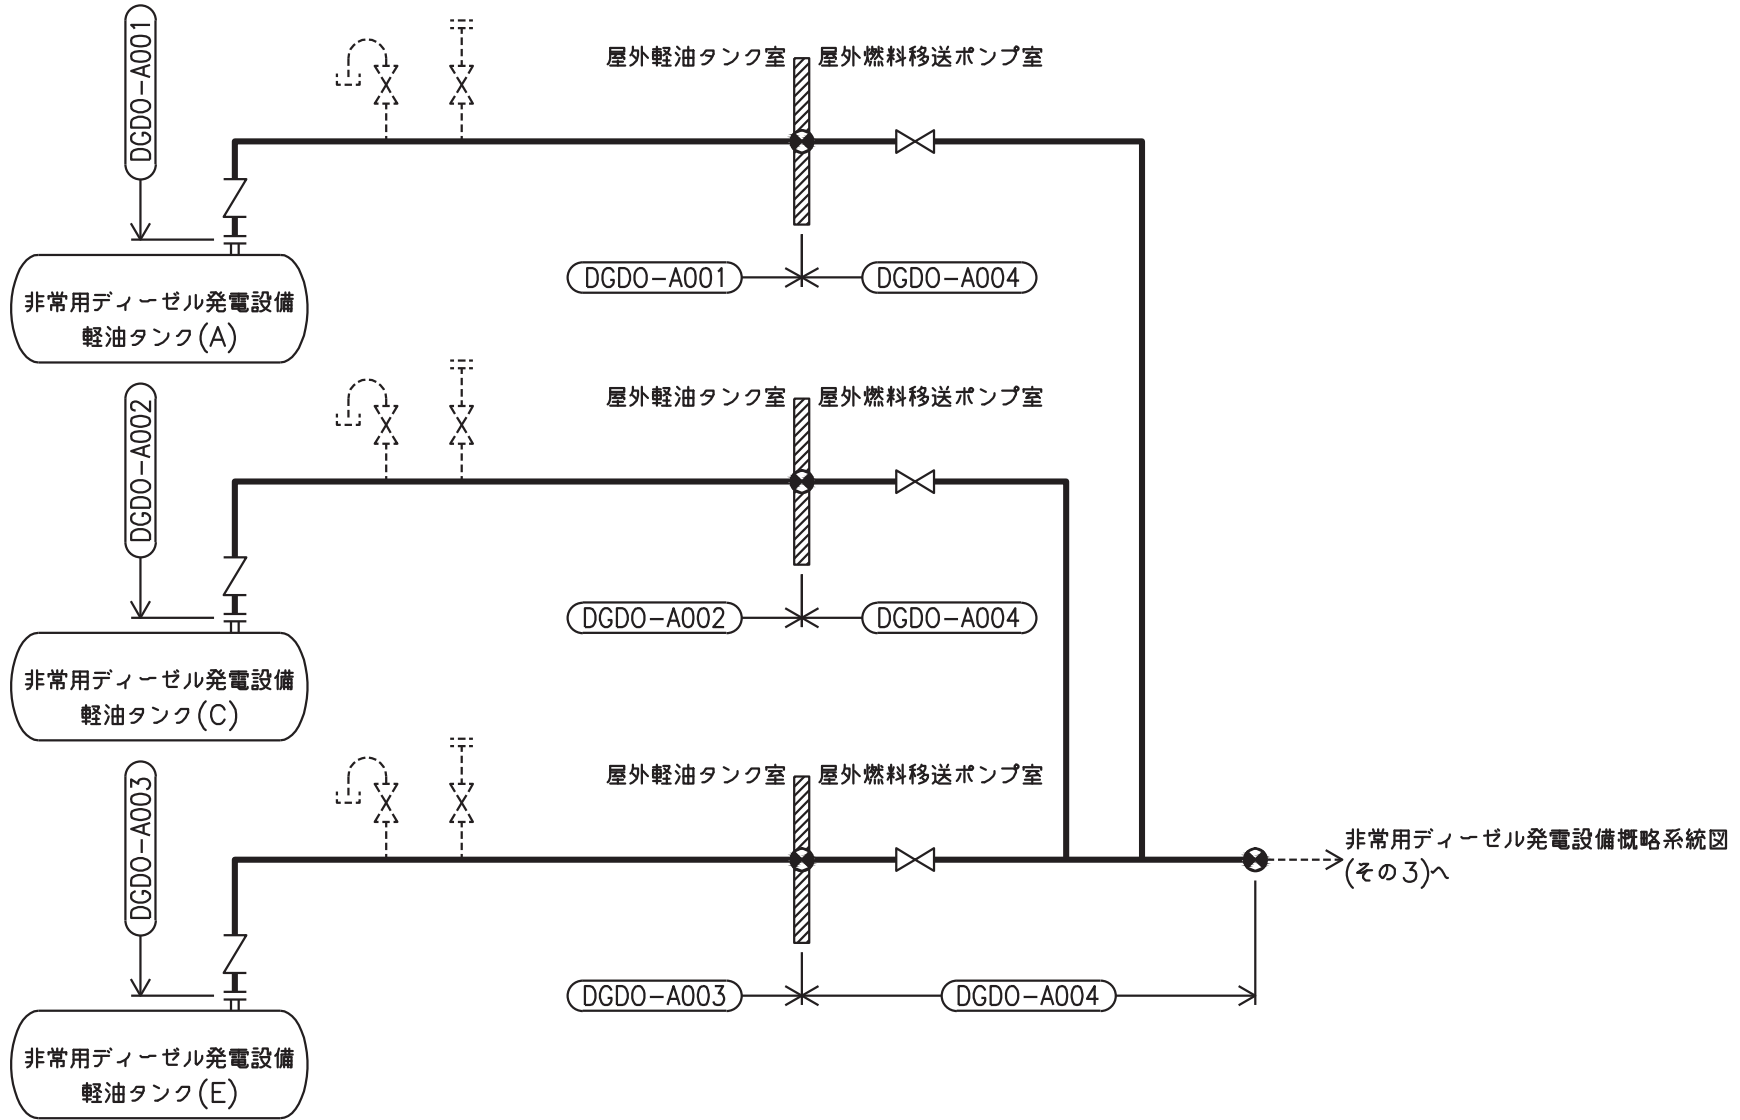 DGDO-A001
屋外軽油タンク室
屋外燃料移送ポンプ室
DGDO-A001
DGDO-A004
非常用ディーゼル発電設備
軽油タンク(A)
DGDO-A002
屋外軽油タンク室
屋外燃料移送ポンプ室
DGDO-A002
DGDO-A004
非常用ディーゼル発電設備
軽油タンク(C)
DGDO-A003
屋外軽油タンク室
屋外燃料移送ポンプ室
非常用ディーゼル発電設備概略系統図
(その3)へ
DGDO-A003
DGDO-A004
非常用ディーゼル発電設備
軽油タンク(E)